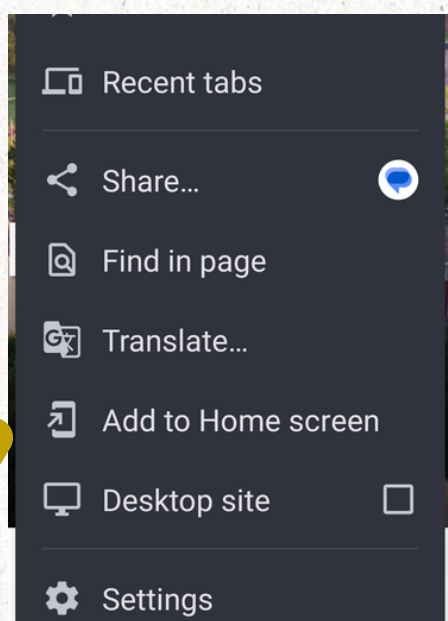 Recent tabs
Share…
Find in page
Translate…
Add to Home screen
Desktop site
Settings